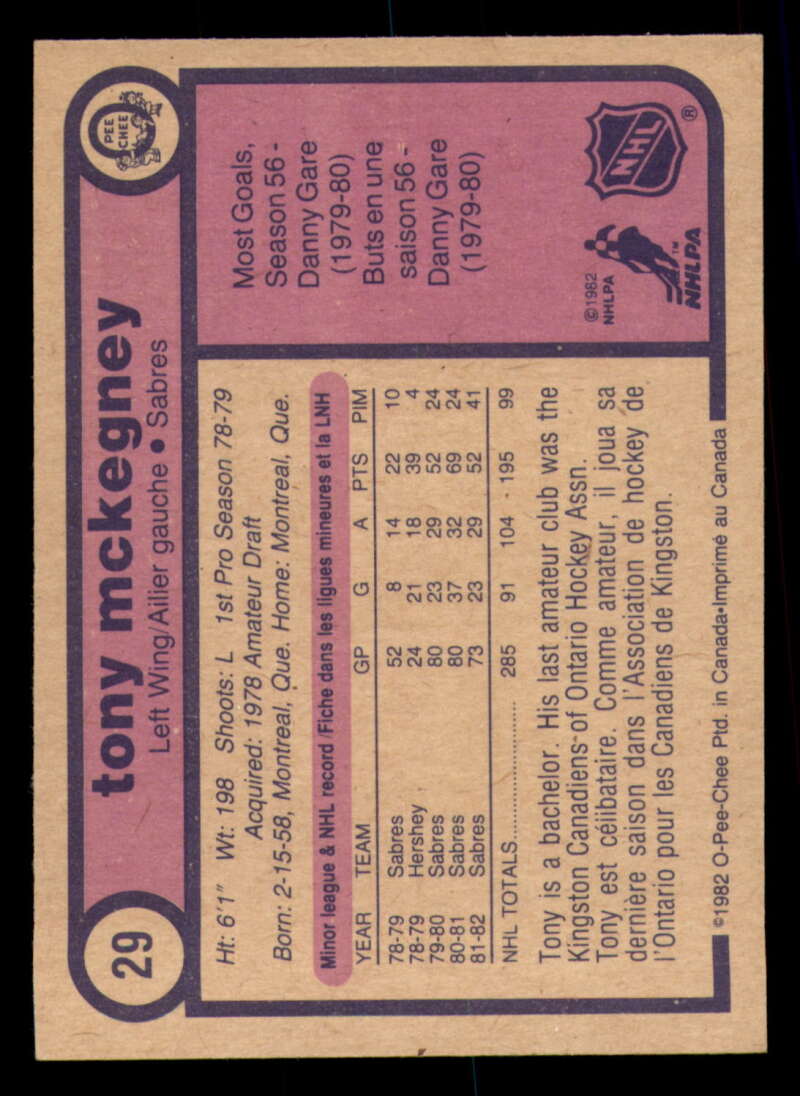 29
tony mckegney
Left Wing/Ailier gauche • Sabres
O
PEE
CHEE
Ht: 6'1" Wt: 198 Shoots: L 1st Pro Season 78-79
Acquired: 1978 Amateur Draft
Born: 2-15-58, Montreal, Que. Home: Montreal, Que.
Minor league & NHL record/Fiche dans les ligues mineures et la LNH
YEAR TEAM GP G A PTS PIM
78-79 Sabres 52 8 14 22 10
78-79 Hershey 24 21 18 39 4
79-80 Sabres 80 23 29 52 24
80-81 Sabres 80 37 32 69 24
81-82 Sabres 73 23 29 52 41
NHL TOTALS 285 91 104 195 99
Tony is a bachelor. His last amateur club was the
Kingston Canadiens of Ontario Hockey Assn.
Tony est célibataire. Comme amateur, il joua sa
dernière saison dans l'Association de hockey de
l'Ontario pour les Canadiens de Kingston.
Most Goals,
Season 56 -
Danny Gare
(1979-80)
Buts en une
saison 56 -
Danny Gare
(1979-80)
©1982
NHLPA
NHLPA
TM
NHL
®
©1982 O-Pee-Chee Ptd. in Canada•Imprimé au Canada